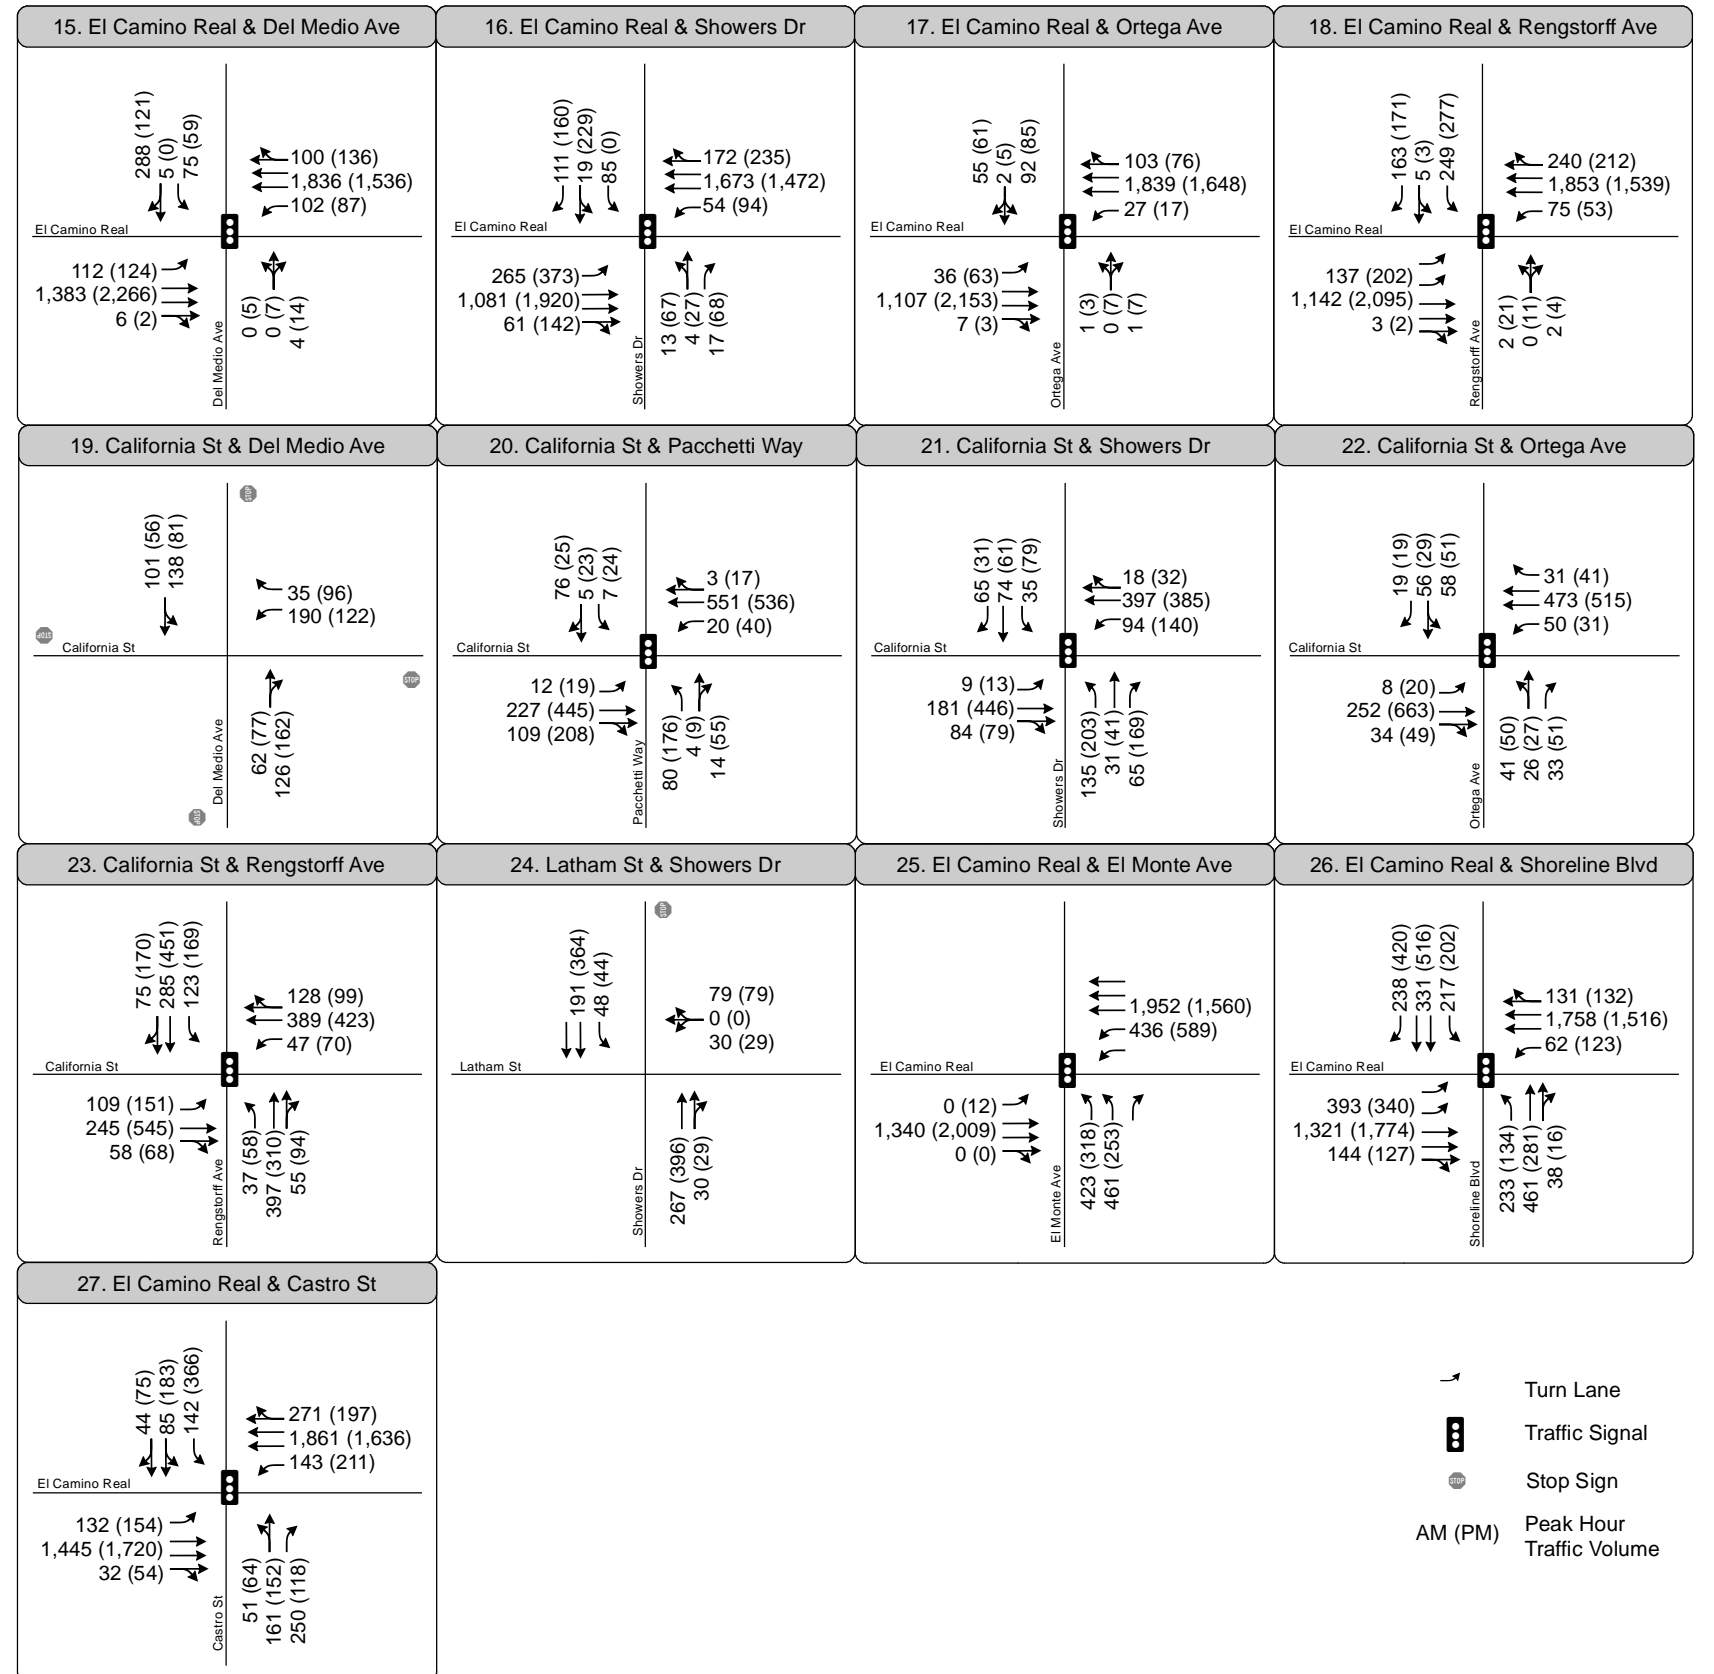 15. El Camino Real & Del Medio Ave
288 (121)
5 (0)
75 (59)
100 (136)
1,836 (1,536)
102 (87)
El Camino Real
112 (124)
1,383 (2,266)
6 (2)
Del Medio Ave
0 (5)
0 (7)
4 (14)
16. El Camino Real & Showers Dr
111 (160)
19 (229)
85 (0)
172 (235)
1,673 (1,472)
54 (94)
El Camino Real
265 (373)
1,081 (1,920)
61 (142)
Showers Dr
13 (67)
4 (27)
17 (68)
17. El Camino Real & Ortega Ave
55 (61)
2 (5)
92 (85)
103 (76)
1,839 (1,648)
27 (17)
El Camino Real
36 (63)
1,107 (2,153)
7 (3)
Ortega Ave
1 (3)
0 (7)
1 (7)
18. El Camino Real & Rengstorff Ave
163 (171)
5 (3)
249 (277)
240 (212)
1,853 (1,539)
75 (53)
El Camino Real
137 (202)
1,142 (2,095)
3 (2)
Rengstorff Ave
2 (21)
0 (11)
2 (4)
19. California St & Del Medio Ave
STOP
101 (56)
138 (81)
35 (96)
190 (122)
STOP
California St
STOP
Del Medio Ave
62 (77)
126 (162)
STOP
20. California St & Pacchetti Way
76 (25)
5 (23)
7 (24)
3 (17)
551 (536)
20 (40)
California St
12 (19)
227 (445)
109 (208)
Pacchetti Way
80 (176)
4 (9)
14 (55)
21. California St & Showers Dr
65 (31)
74 (61)
35 (79)
18 (32)
397 (385)
94 (140)
California St
9 (13)
181 (446)
84 (79)
Showers Dr
135 (203)
31 (41)
65 (169)
22. California St & Ortega Ave
19 (19)
56 (29)
58 (51)
31 (41)
473 (515)
50 (31)
California St
8 (20)
252 (663)
34 (49)
Ortega Ave
41 (50)
26 (27)
33 (51)
23. California St & Rengstorff Ave
75 (170)
285 (451)
123 (169)
128 (99)
389 (423)
47 (70)
California St
109 (151)
245 (545)
58 (68)
Rengstorff Ave
37 (58)
397 (310)
55 (94)
24. Latham St & Showers Dr
STOP
191 (364)
48 (44)
79 (79)
0 (0)
30 (29)
Latham St
Showers Dr
267 (396)
30 (29)
25. El Camino Real & El Monte Ave
1,952 (1,560)
436 (589)
El Camino Real
0 (12)
1,340 (2,009)
0 (0)
El Monte Ave
423 (318)
461 (253)
26. El Camino Real & Shoreline Blvd
238 (420)
331 (516)
217 (202)
131 (132)
1,758 (1,516)
62 (123)
El Camino Real
393 (340)
1,321 (1,774)
144 (127)
Shoreline Blvd
233 (134)
461 (281)
38 (16)
27. El Camino Real & Castro St
44 (75)
85 (183)
142 (366)
271 (197)
1,861 (1,636)
143 (211)
El Camino Real
132 (154)
1,445 (1,720)
32 (54)
Castro St
51 (64)
161 (152)
250 (118)
Turn Lane
Traffic Signal
STOP Stop Sign
AM (PM) Peak Hour
Traffic Volume